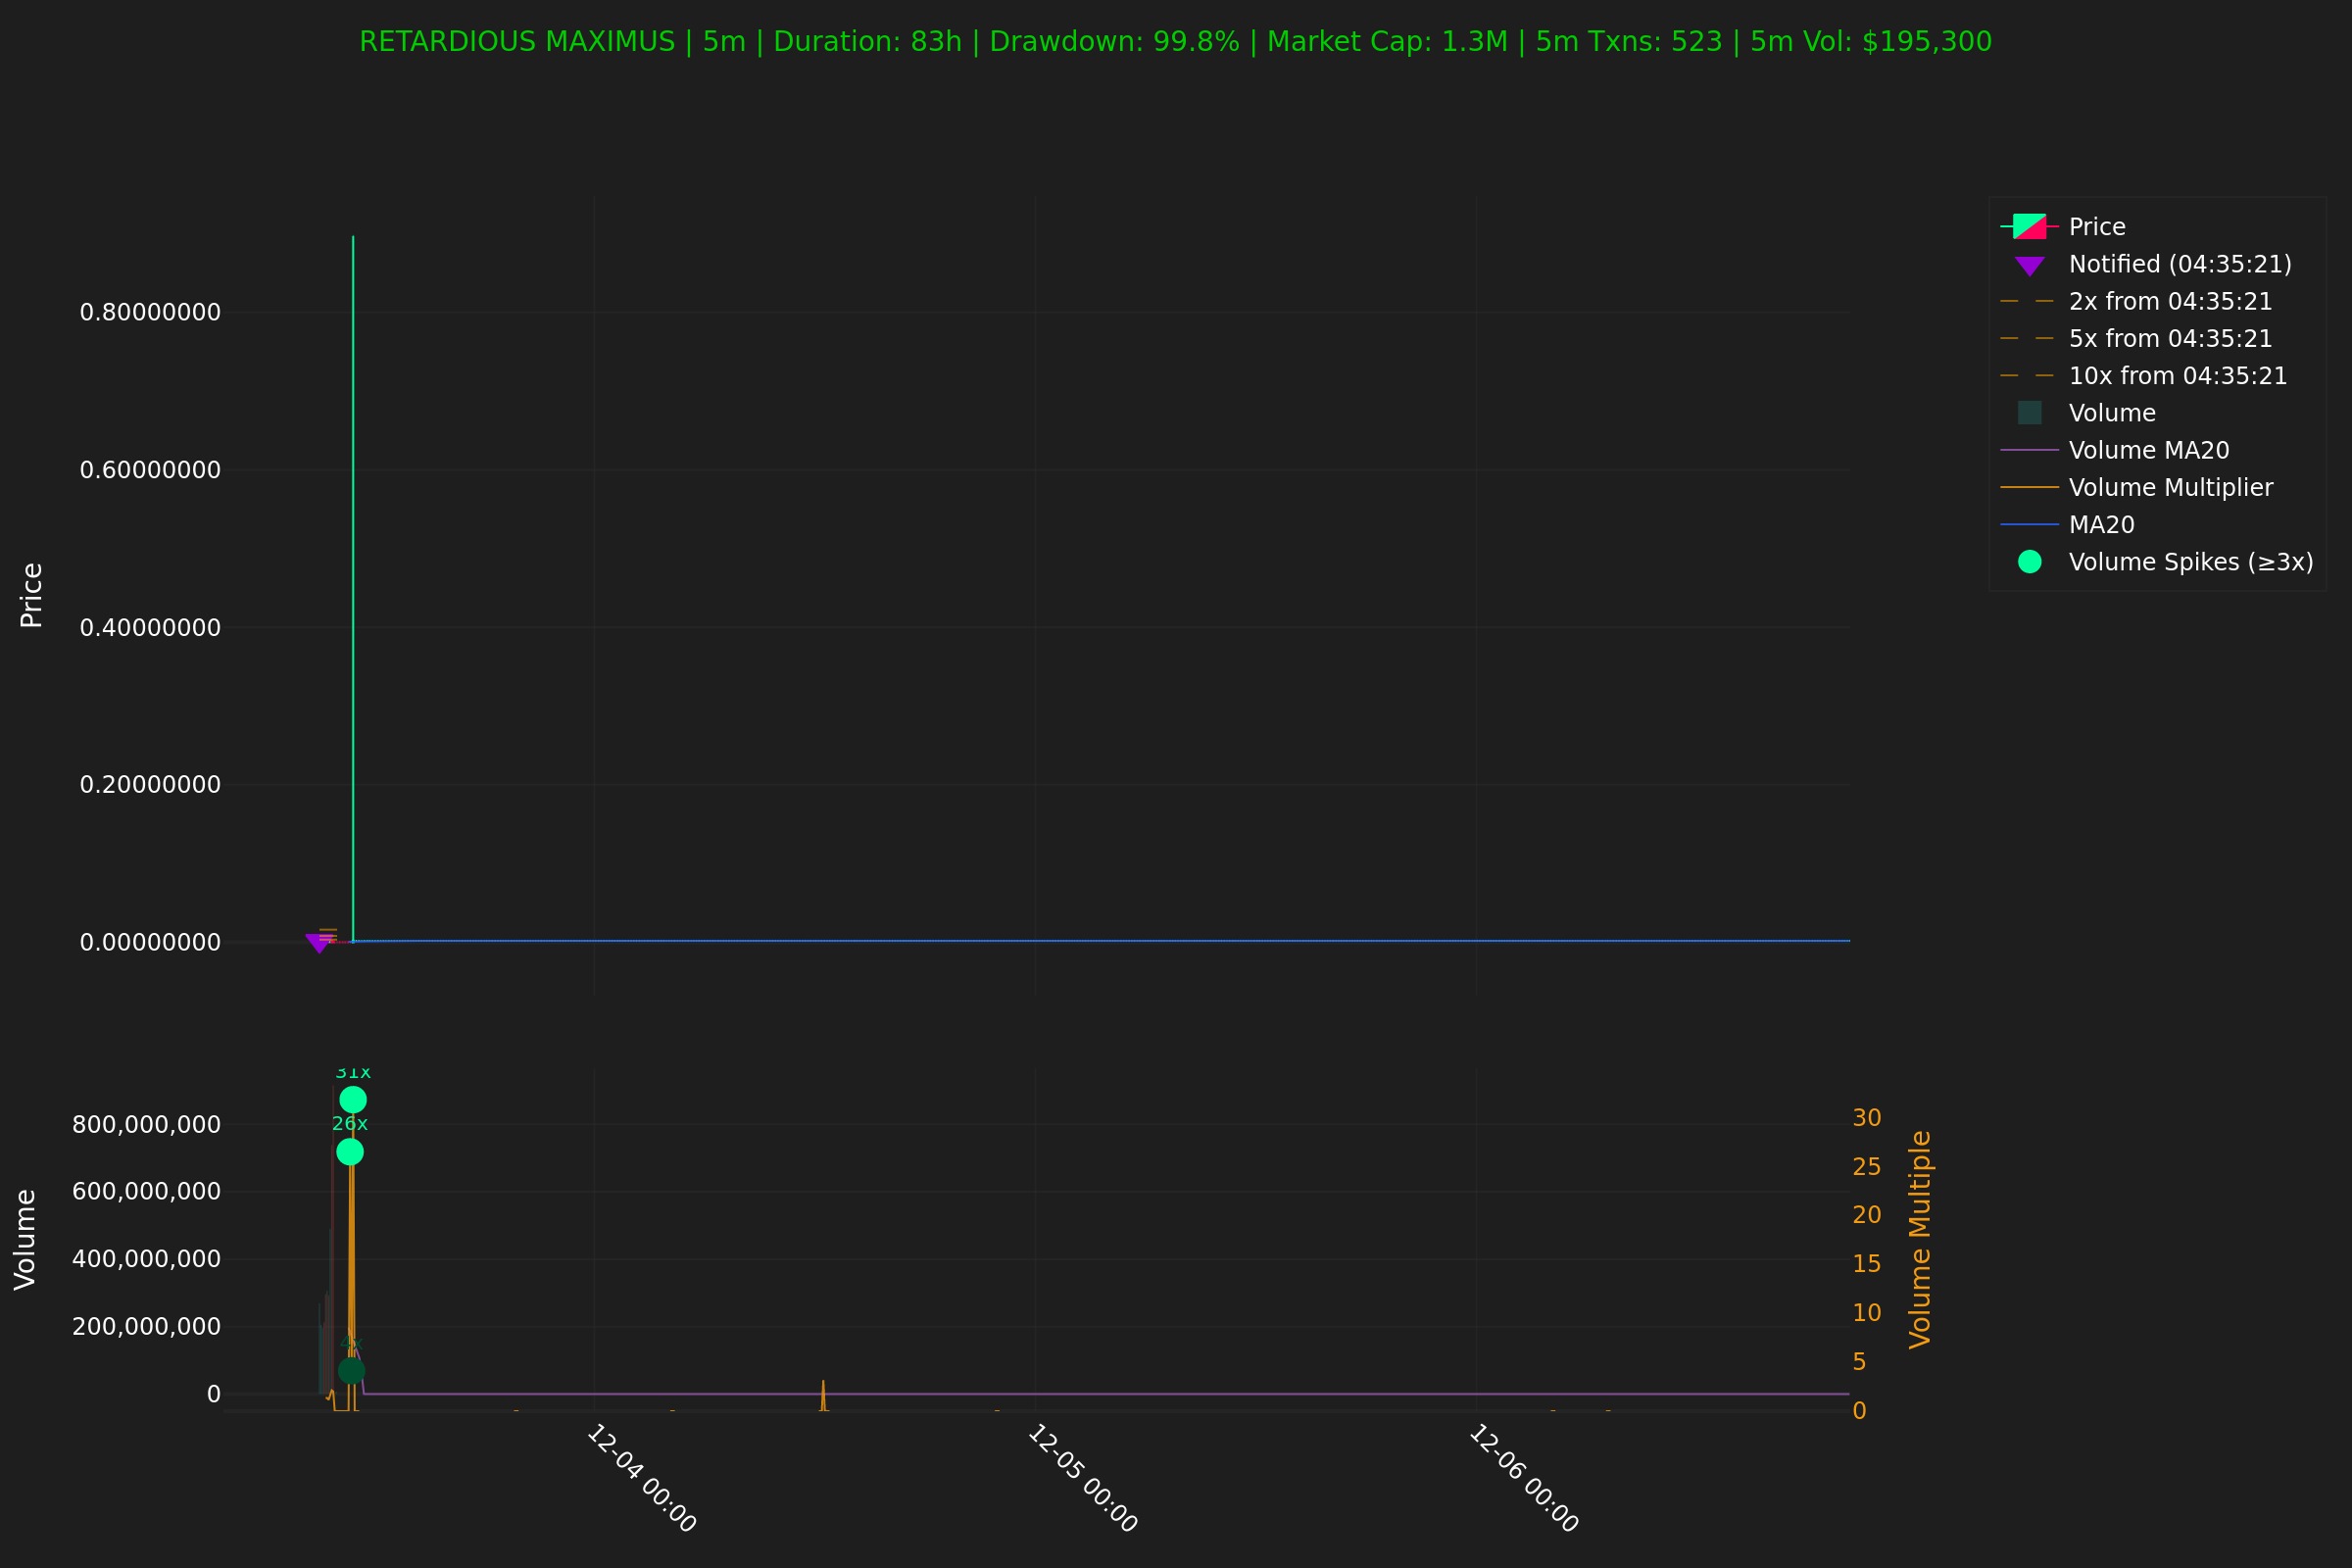 RETARDIOUS MAXIMUS | 5m | Duration: 83h | Drawdown: 99.8% | Market Cap: 1.3M | 5m Txns: 523 | 5m Vol: $195,300
Price
Notified (04:35:21)
2x from 04:35:21
5x from 04:35:21
10x from 04:35:21
Volume
Volume MA20
Volume Multiplier
MA20
Volume Spikes (≥3x)
Price
0.80000000
0.60000000
0.40000000
0.20000000
0.00000000
31x
26x
4x
Volume
800,000,000
600,000,000
400,000,000
200,000,000
0
30
25
20
15
10
5
0
Volume Multiple
12-04 00:00
12-05 00:00
12-06 00:00